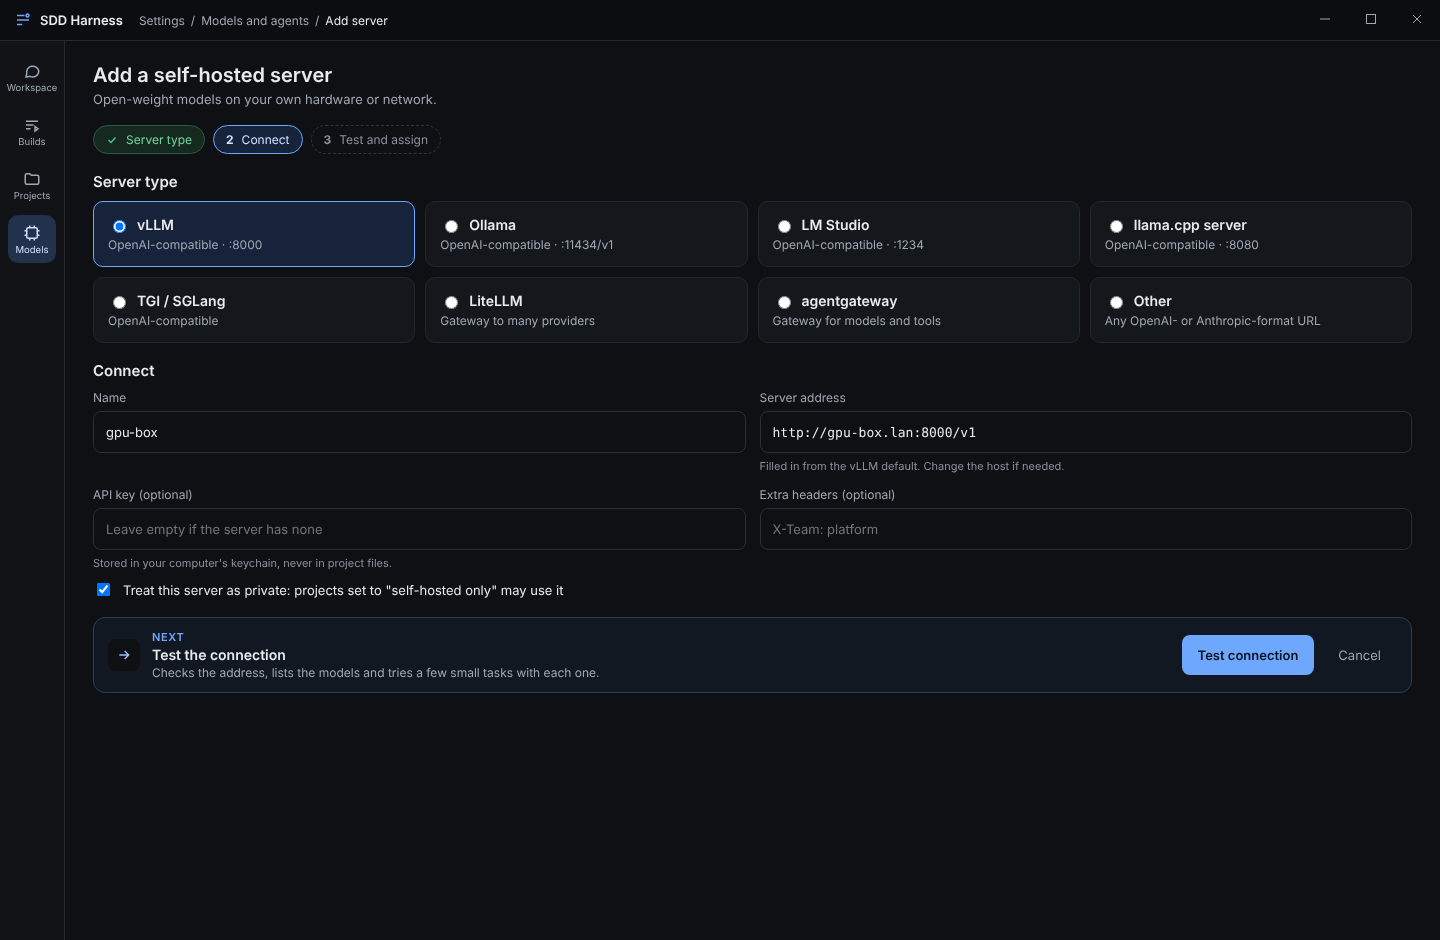 SDD Harness Settings / Models and agents / Add server
Workspace
Builds
Projects
Models
Add a self-hosted server
Open-weight models on your own hardware or network.
Server type
2 Connect
3 Test and assign
Server type
vLLM
OpenAI-compatible · :8000
Ollama
OpenAI-compatible · :11434/v1
LM Studio
OpenAI-compatible · :1234
llama.cpp server
OpenAI-compatible · :8080
TGI / SGLang
OpenAI-compatible
LiteLLM
Gateway to many providers
agentgateway
Gateway for models and tools
Other
Any OpenAI- or Anthropic-format URL
Connect
Name
gpu-box
Server address
http://gpu-box.lan:8000/v1
Filled in from the vLLM default. Change the host if needed.
API key (optional)
Leave empty if the server has none
Stored in your computer's keychain, never in project files.
Extra headers (optional)
X-Team: platform
Treat this server as private: projects set to "self-hosted only" may use it
NEXT
Test the connection
Checks the address, lists the models and tries a few small tasks with each one.
Test connection
Cancel